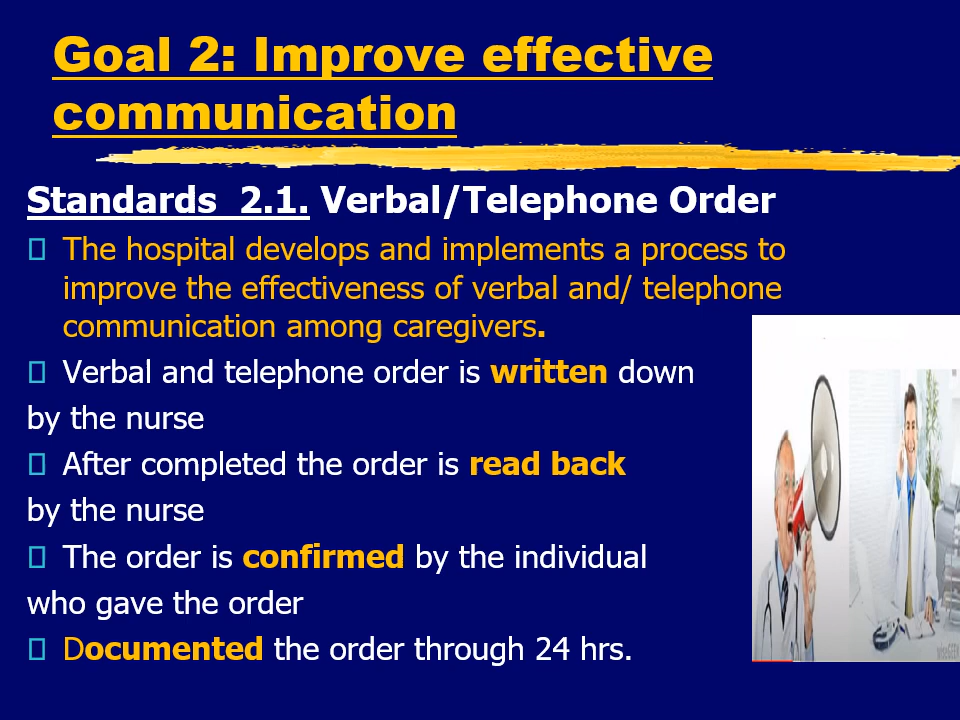 Goal 2: Improve effective
communication
Standards 2.1. Verbal/Telephone Order
The hospital develops and implements a process to
improve the effectiveness of verbal and/ telephone
communication among caregivers.
Verbal and telephone order is written down
by the nurse
After completed the order is read back
by the nurse
The order is confirmed by the individual
who gave the order
Documented the order through 24 hrs.